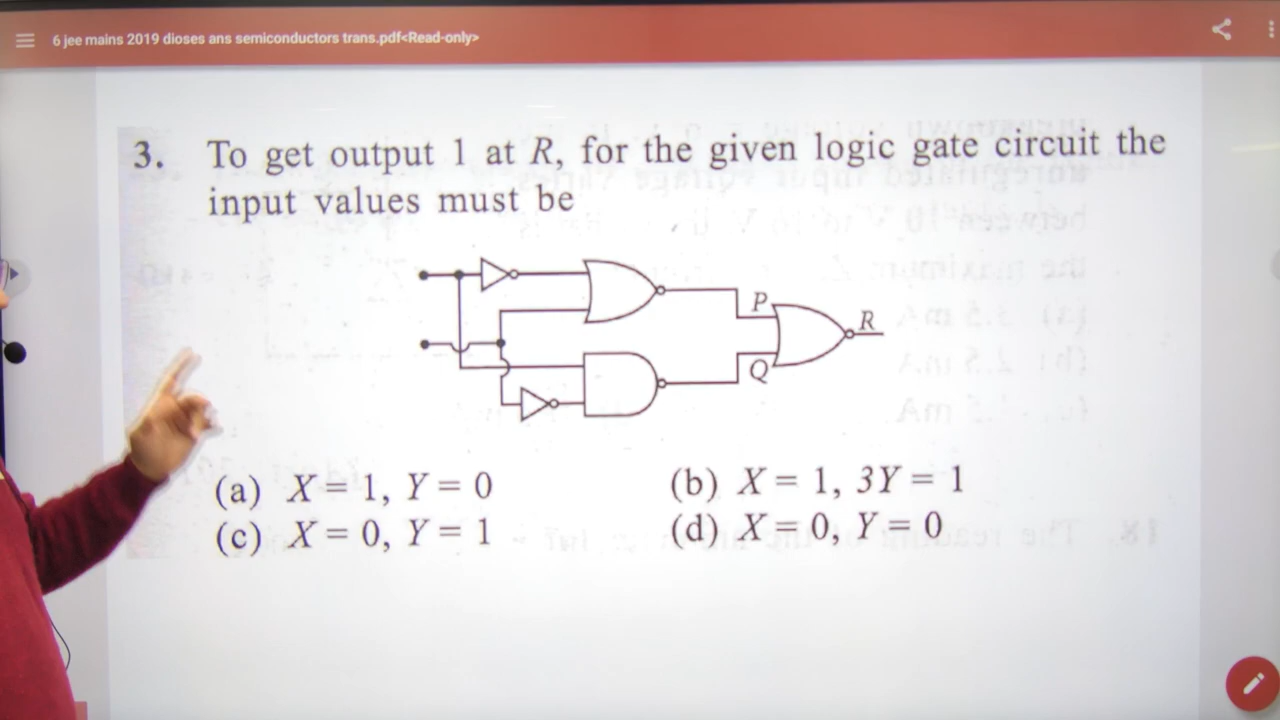 6 jee mains 2019 dioses ans semiconductors trans.pdf<Read-only>
3. To get output 1 at R, for the given logic gate circuit the
input values must be
P
R
Q
(a) X = 1, Y = 0 (b) X = 1, 3Y = 1
(c) X = 0, Y = 1 (d) X = 0, Y = 0